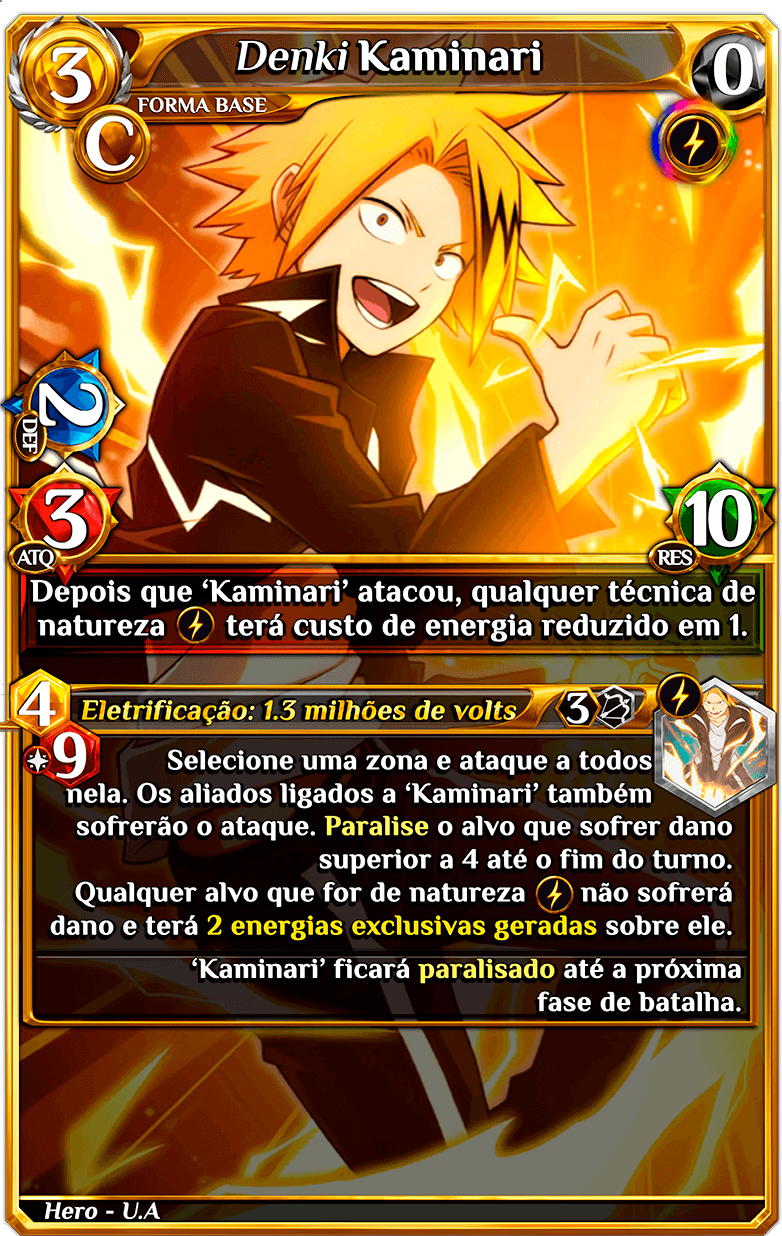 3
Denki Kaminari
0
FORMA BASE
C
2
DEF
3
ATQ
10
RES
Depois que ‘Kaminari’ atacou, qualquer técnica de
natureza terá custo de energia reduzido em 1.
4
Eletrificação: 1.3 milhões de volts
3
9
Selecione uma zona e ataque a todos
nela. Os aliados ligados a ‘Kaminari’ também
sofrerão o ataque. Paralise o alvo que sofrer dano
superior a 4 até o fim do turno.
Qualquer alvo que for de natureza não sofrerá
dano e terá 2 energias exclusivas geradas sobre ele.
‘Kaminari’ ficará paralisado até a próxima
fase de batalha.
Hero - U.A